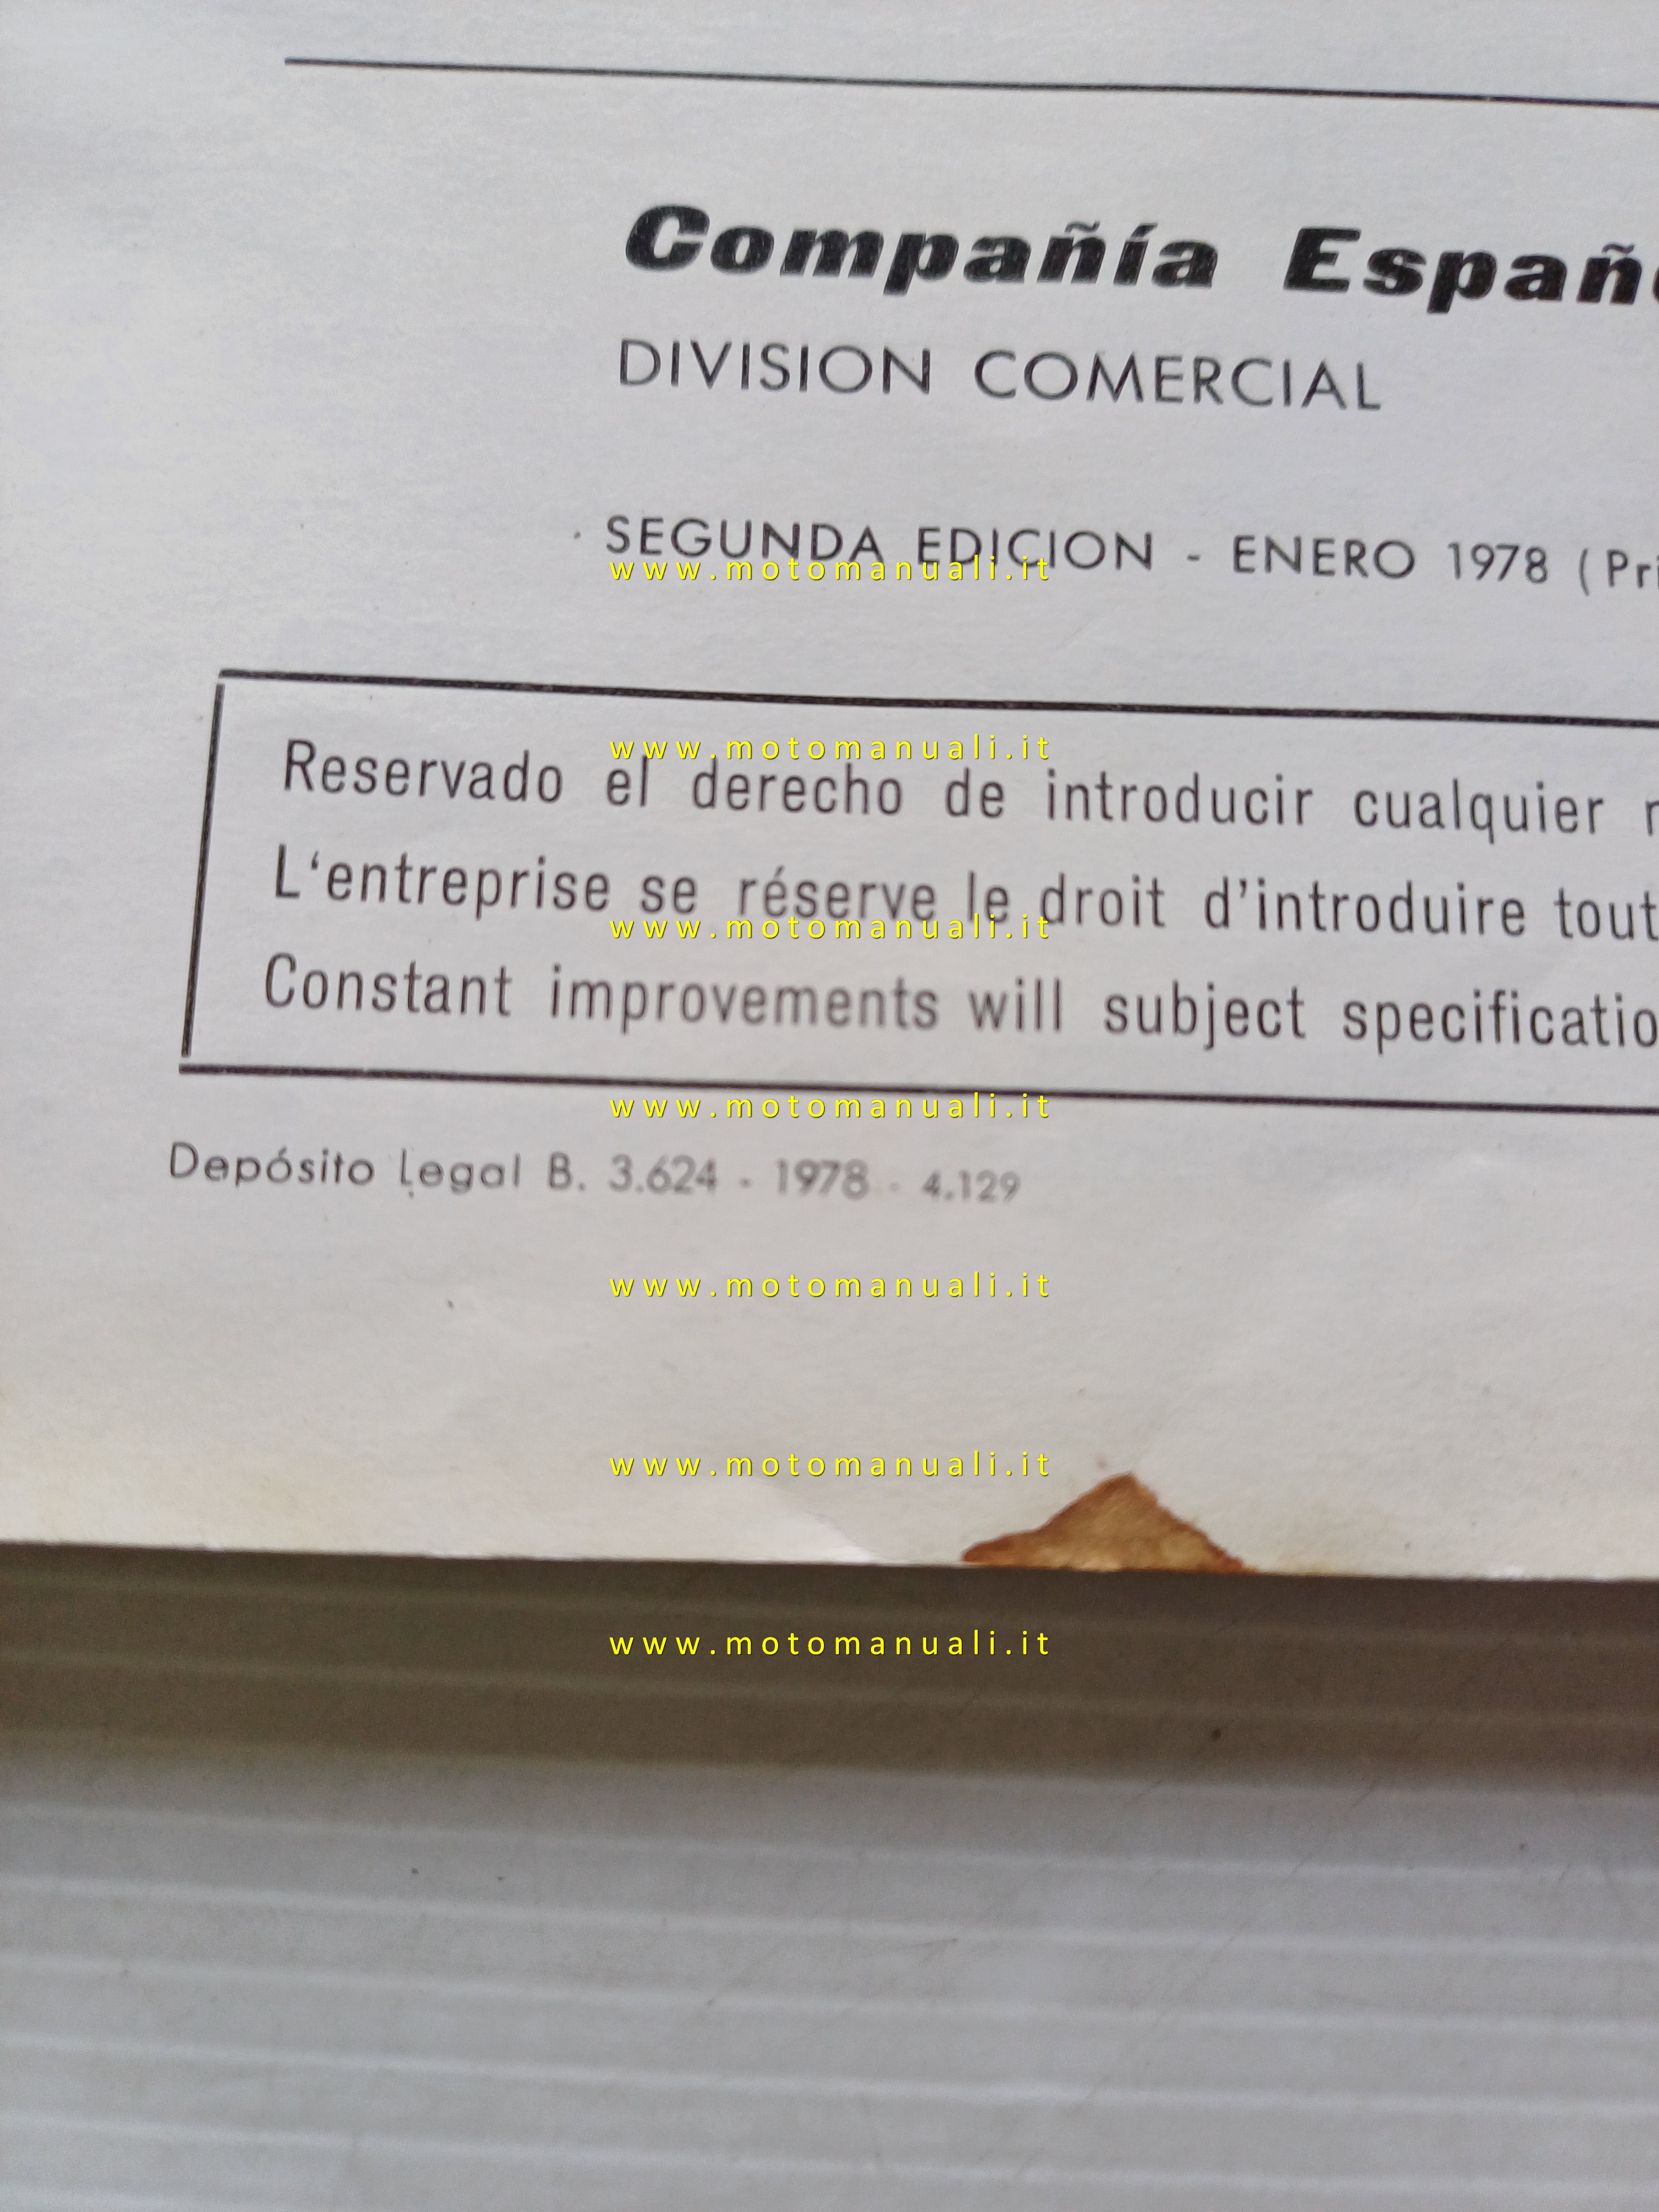 Compañía Españ
DIVISION COMERCIAL
SEGUNDA EDICION - ENERO 1978 (Pri
www.motomanuali.it
www.motomanuali.it
Reservado el derecho de introducir cualquier
L'entreprise se réserve le droit d'introduire tout
www.motomanuali.it
Constant improvements will subject specificatio
www.motomanuali.it
Depósito Legal B. 3.624 - 1978 - 4.129
www.motomanuali.it
www.motomanuali.it
www.motomanuali.it